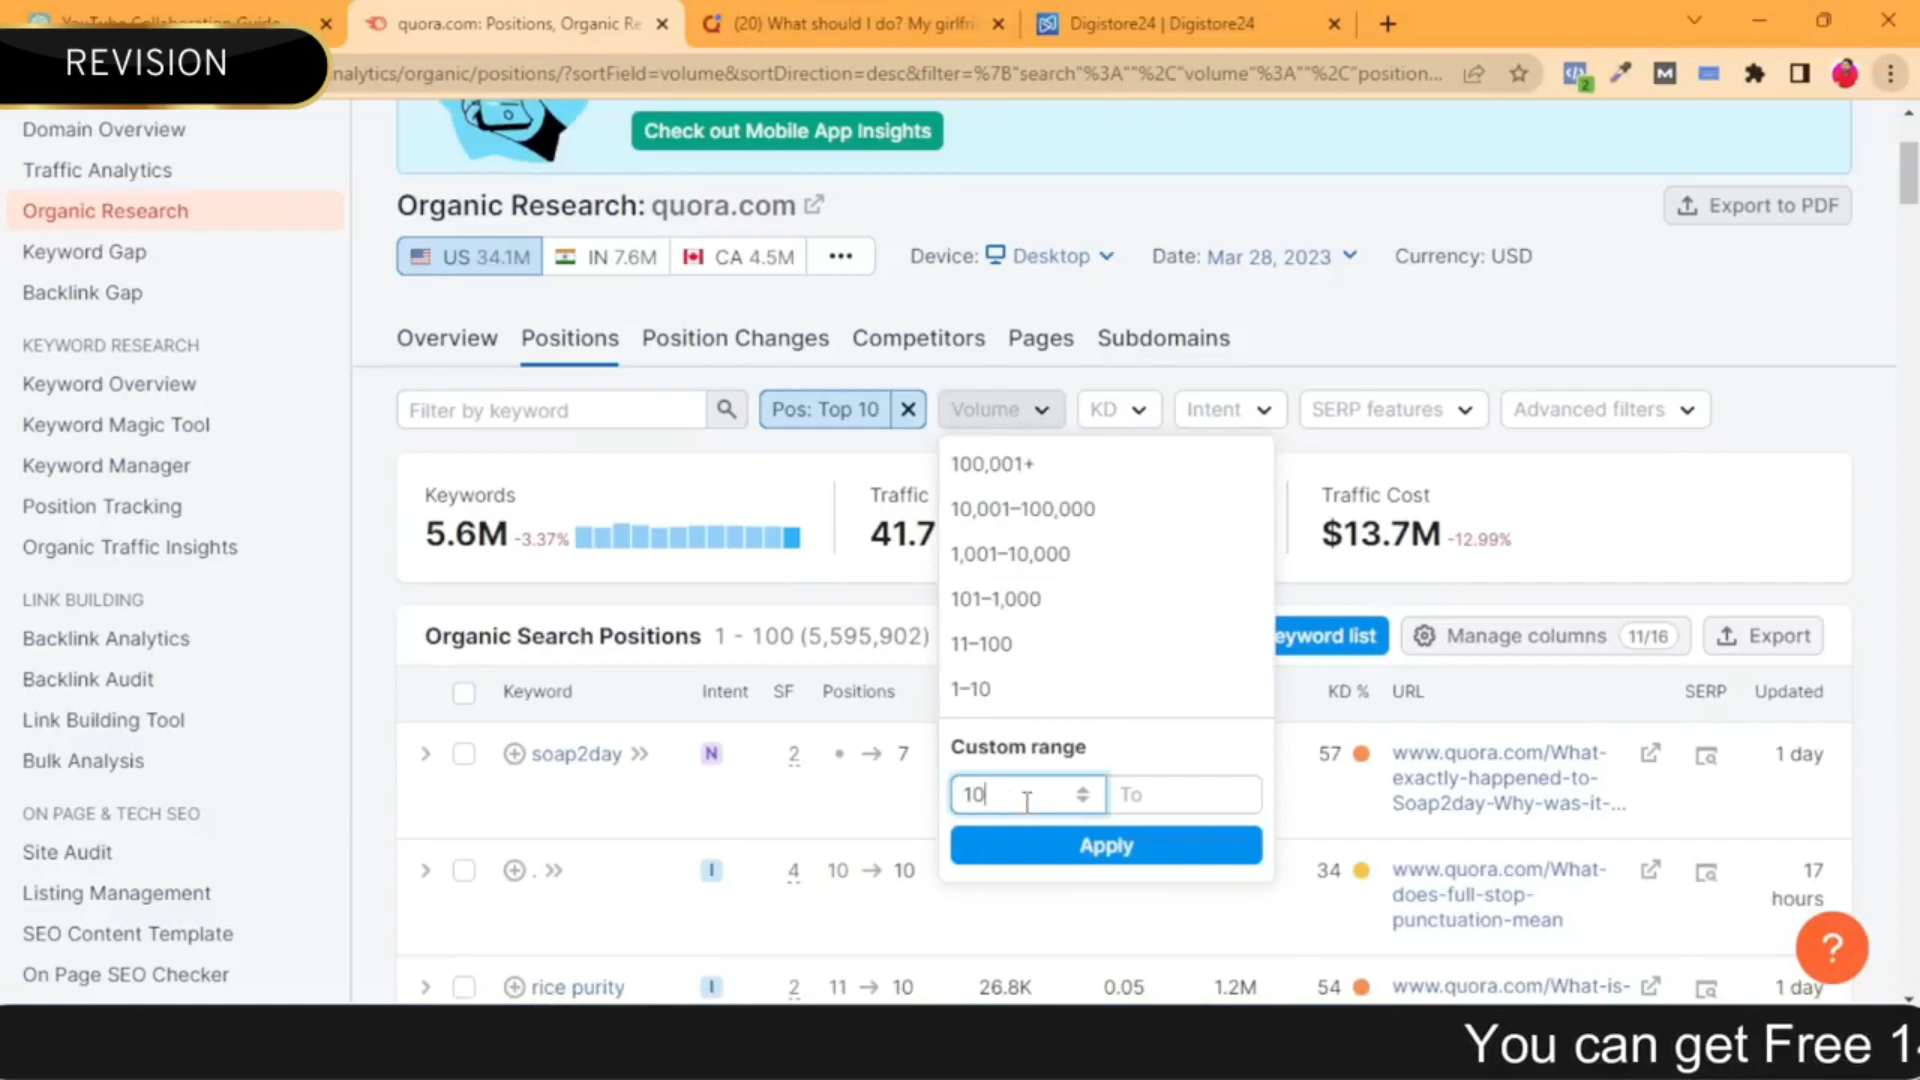 YouTube Collaboration Guide
quora.com: Positions, Organic Re
(20) What should I do? My girlfri
Digistore24 | Digistore24
REVISION
nalytics/organic/positions/?sortField=volume&sortDirection=desc&filter=%7B"search"%3A""%2C"volume"%3A""%2C"position...
2
M
Domain Overview
Traffic Analytics
Organic Research
Keyword Gap
Backlink Gap
KEYWORD RESEARCH
Keyword Overview
Keyword Magic Tool
Keyword Manager
Position Tracking
Organic Traffic Insights
LINK BUILDING
Backlink Analytics
Backlink Audit
Link Building Tool
Bulk Analysis
ON PAGE & TECH SEO
Site Audit
Listing Management
SEO Content Template
On Page SEO Checker
Check out Mobile App Insights
Organic Research: quora.com
Export to PDF
US 34.1M
IN 7.6M
CA 4.5M
Device: Desktop
Date: Mar 28, 2023
Currency: USD
Overview
Positions
Position Changes
Competitors
Pages
Subdomains
Filter by keyword
Pos: Top 10
Volume
KD
Intent
SERP features
Advanced filters
100,001+
10,001–100,000
1,001–10,000
101–1,000
11–100
1–10
Custom range
10
To
Apply
Keywords
5.6M -3.37%
Traffic
41.7
Traffic Cost
$13.7M -12.99%
Organic Search Positions 1 - 100 (5,595,902)
eyword list
Manage columns 11/16
Export
Keyword
Intent
SF
Positions
KD %
URL
SERP
Updated
soap2day
N
2
→ 7
57
www.quora.com/What-
exactly-happened-to-
Soap2day-Why-was-it-...
1 day
.
I
4
10 → 10
34
www.quora.com/What-
does-full-stop-
punctuation-mean
17
hours
rice purity
I
2
11 → 10
26.8K
0.05
1.2M
54
www.quora.com/What-is-
1 day
?
You can get Free 1